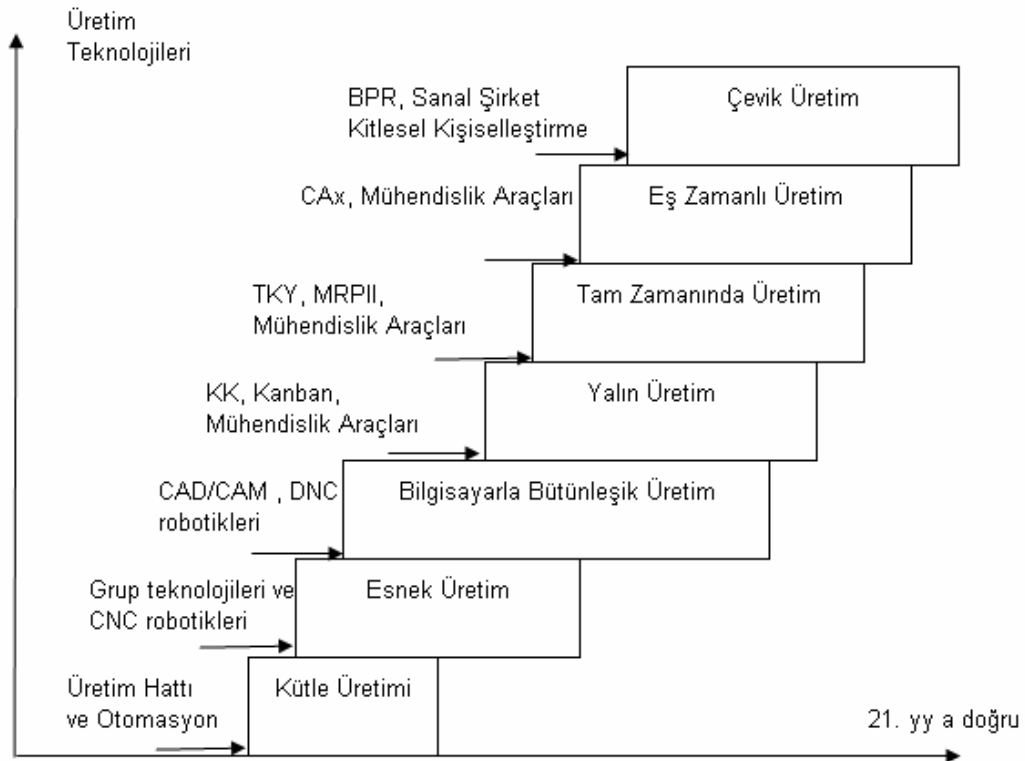 Üretim
Teknolojileri
BPR, Sanal Şirket
Kitlesel Kişiselleştirme
Çevik Üretim
CAx, Mühendislik Araçları
Eş Zamanlı Üretim
TKY, MRPII,
Mühendislik Araçları
Tam Zamanında Üretim
KK, Kanban,
Mühendislik Araçları
Yalın Üretim
CAD/CAM , DNC
robotikleri
Bilgisayarla Bütünleşik Üretim
Grup teknolojileri ve
CNC robotikleri
Esnek Üretim
Üretim Hattı
ve Otomasyon
Kütle Üretimi
21. yy a doğru